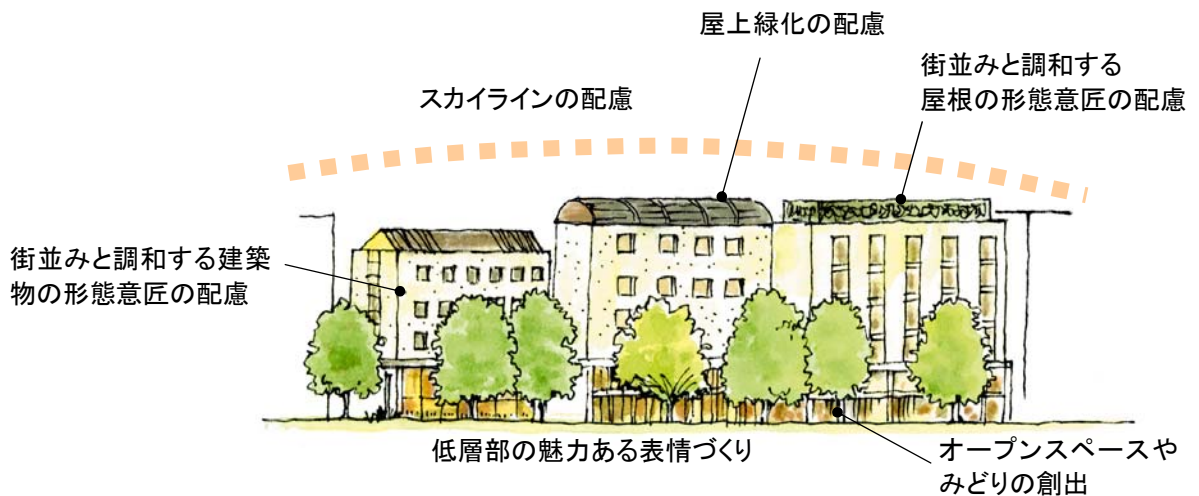 屋上緑化の配慮
街並みと調和する
屋根の形態意匠の配慮
スカイラインの配慮
街並みと調和する建築
物の形態意匠の配慮
低層部の魅力ある表情づくり
オープンスペースや
みどりの創出